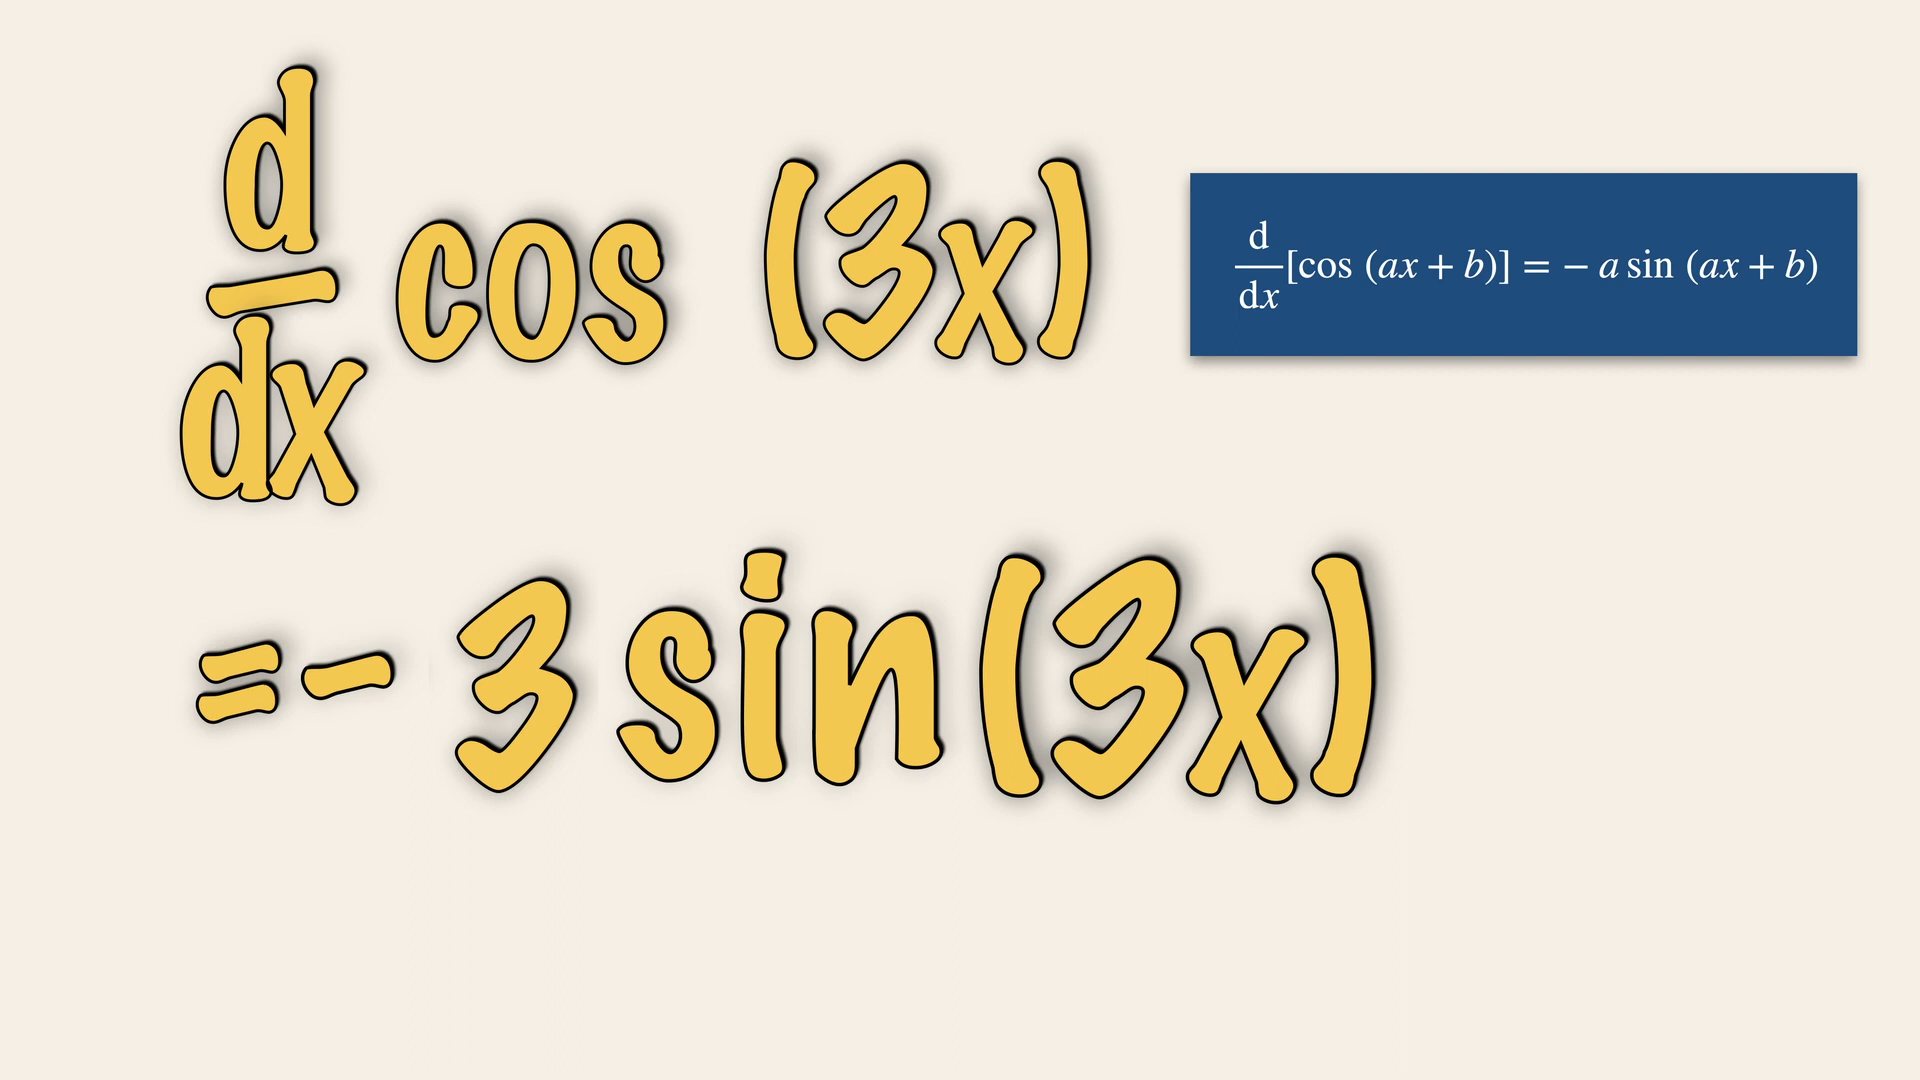 d/dx cos (3x)
d/dx [cos (ax + b)] = − a sin (ax + b)
=− 3 sin(3x)